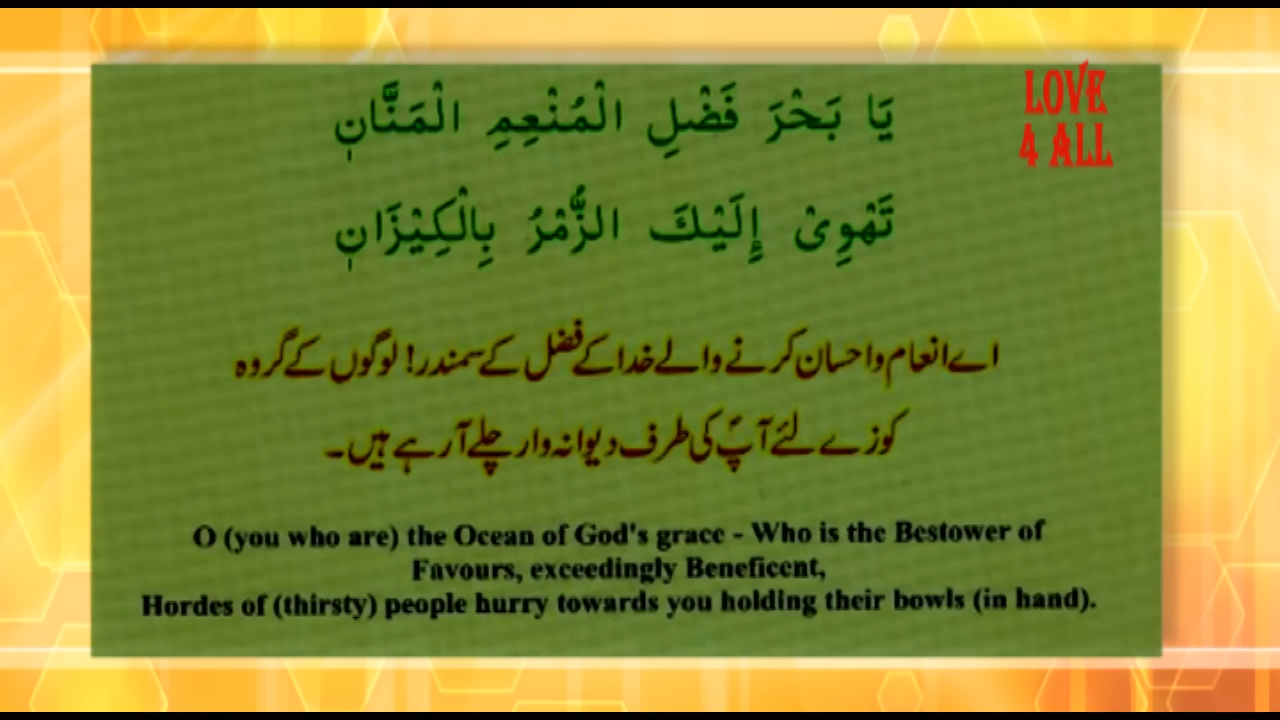 يَا بَحْرَ فَضْلِ الْمُنْعِمِ الْمَنَّانِ
تَهْوِىْ إِلَيْكَ الزُّمْرُ بِالْكِيْزَانِ
اے انعام واحسان کرنے والے خدا کے فضل کے سمندر! لوگوں کے گروہ
کوزے لئے آپؐ کی طرف دیوانہ وار چلے آ رہے ہیں۔
O (you who are) the Ocean of God's grace - Who is the Bestower of
Favours, exceedingly Beneficent,
Hordes of (thirsty) people hurry towards you holding their bowls (in hand).
LOVE
4 ALL